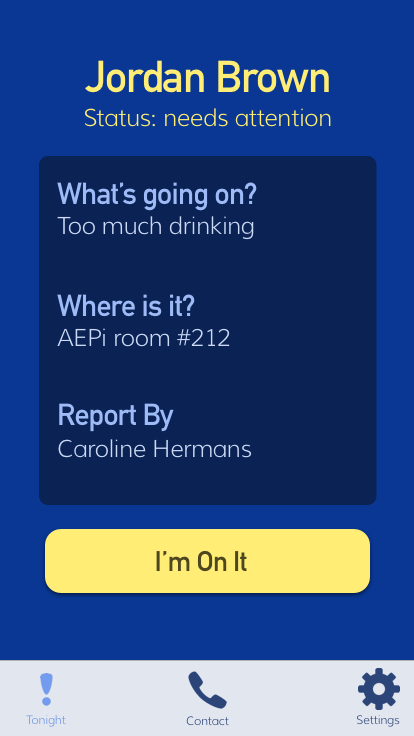 Jordan Brown
Status: needs attention
What's going on?
Too much drinking
Where is it?
AEPi room #212
Report By
Caroline Hermans
I'm On It
Tonight
Contact
Settings